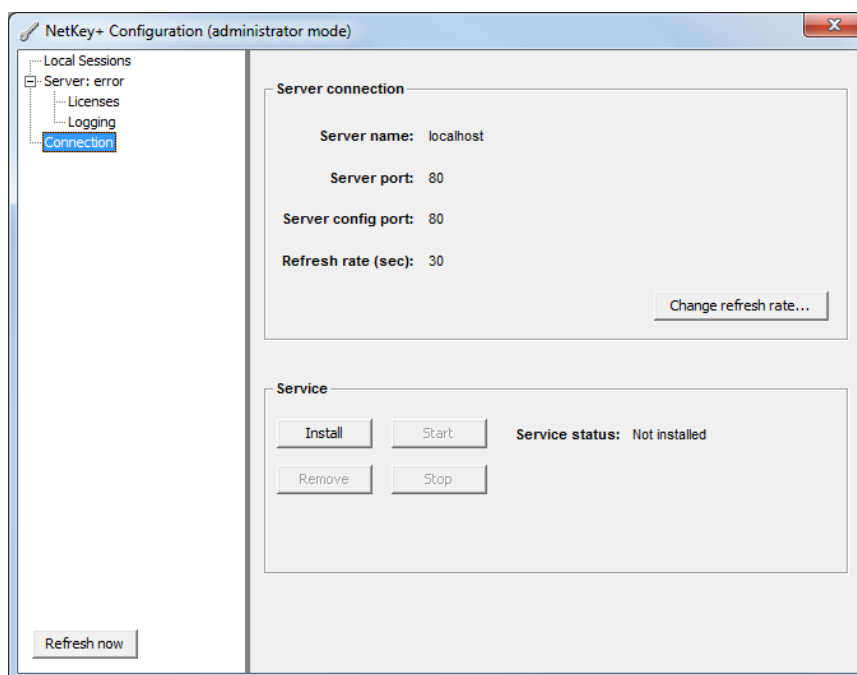 NetKey+ Configuration (administrator mode)
Local Sessions
Server: error
Licenses
Logging
Connection
Refresh now
Server connection
Server name: localhost
Server port: 80
Server config port: 80
Refresh rate (sec): 30
Change refresh rate...
Service
Install Start Service status: Not installed
Remove Stop